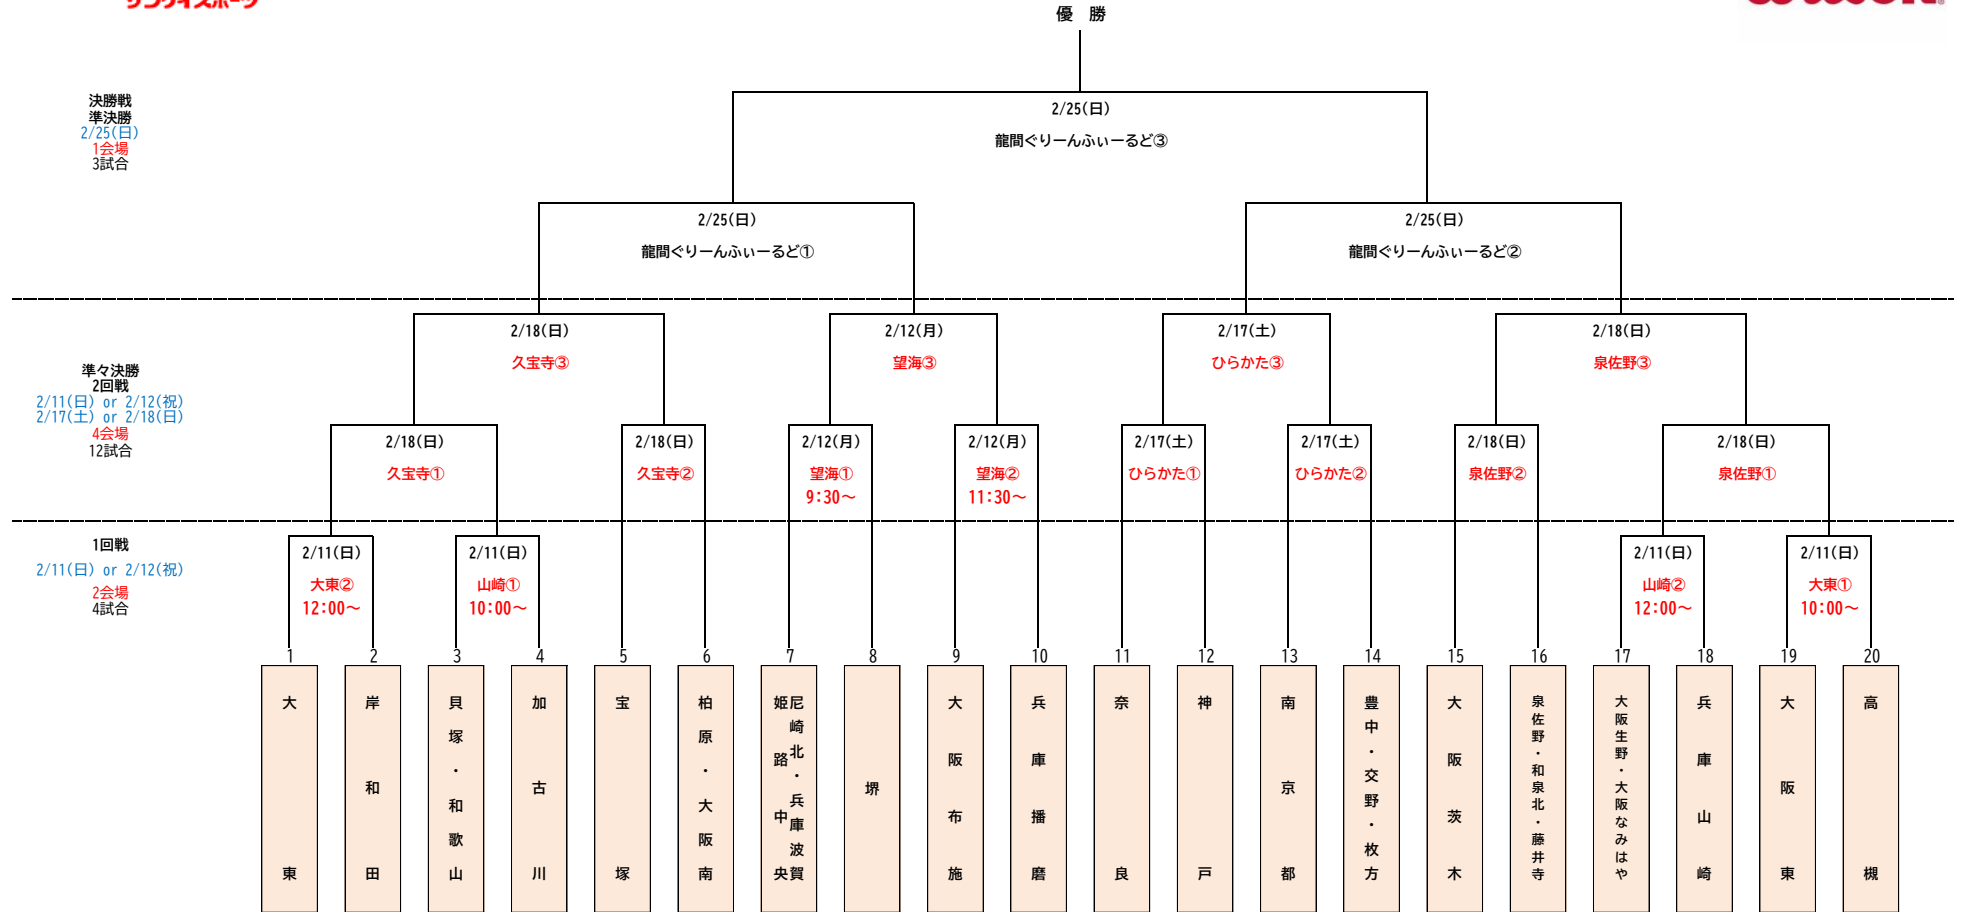 サンケイスポーツ
優　勝
決勝戦
準決勝
2/25(日)
1会場
3試合
2/25(日)
龍間ぐりーんふぃーるど③
2/25(日)
龍間ぐりーんふぃーるど①
2/25(日)
龍間ぐりーんふぃーるど②
準々決勝
2回戦
2/11(日) or 2/12(祝)
2/17(土) or 2/18(日)
4会場
12試合
2/18(日)
久宝寺③
2/12(月)
望海③
2/17(土)
ひらかた③
2/18(日)
泉佐野③
2/18(日)
久宝寺①
2/18(日)
久宝寺②
2/12(月)
望海①
9:30～
2/12(月)
望海②
11:30～
2/17(土)
ひらかた①
2/17(土)
ひらかた②
2/18(日)
泉佐野②
2/18(日)
泉佐野①
1回戦
2/11(日) or 2/12(祝)
2会場
4試合
2/11(日)
大東②
12:00～
2/11(日)
山崎①
10:00～
2/11(日)
山崎②
12:00～
2/11(日)
大東①
10:00～
1 2 3 4 5 6 7 8 9 10 11 12 13 14 15 16 17 18 19 20
大東
岸和田
貝塚・和歌山
加古川
宝塚
柏原・大阪南
尼崎北・兵庫波賀
姫路中央
堺
大阪布施
兵庫播磨
奈良
神戸
南京都
豊中・交野・枚方
大阪茨木
泉佐野・和泉北・藤井寺
大阪生野・大阪なみはや
兵庫山崎
大阪東
高槻